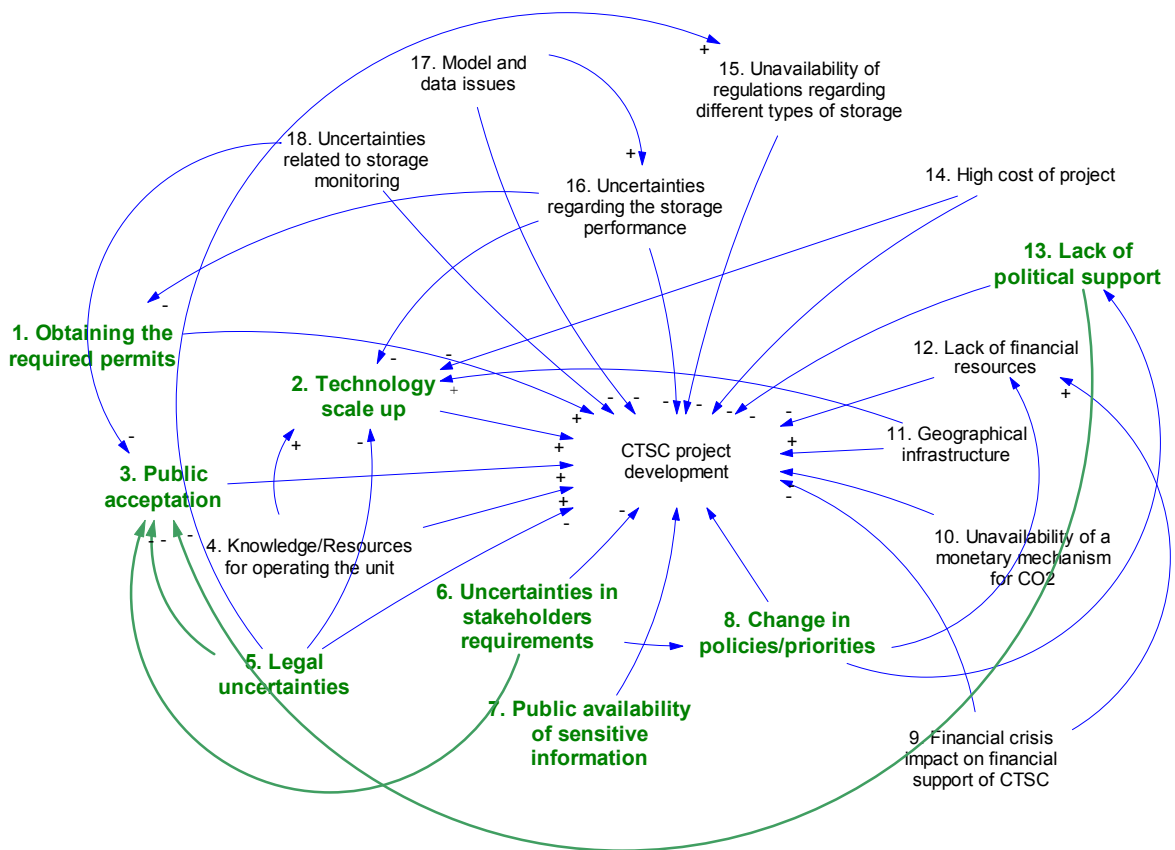 17. Model and
data issues
+
15. Unavailability of
regulations regarding
different types of storage
18. Uncertainties
related to storage
monitoring
+
16. Uncertainties
regarding the storage
performance
14. High cost of project
13. Lack of
political support
-
1. Obtaining the
required permits
12. Lack of financial
resources
-
-
2. Technology
scale up
+
+
- - - - - - - -
+
11. Geographical
infrastructure
-
3. Public
acceptation
+
-
+
+
+
+
-
CTSC project
development
+
-
-
- - -
4. Knowledge/Resources
for operating the unit
-
10. Unavailability of a
monetary mechanism
for CO2
6. Uncertainties in
stakeholders
requirements
8. Change in
policies/priorities
5. Legal
uncertainties
7. Public availability
of sensitive
information
9. Financial crisis
impact on financial
support of CTSC